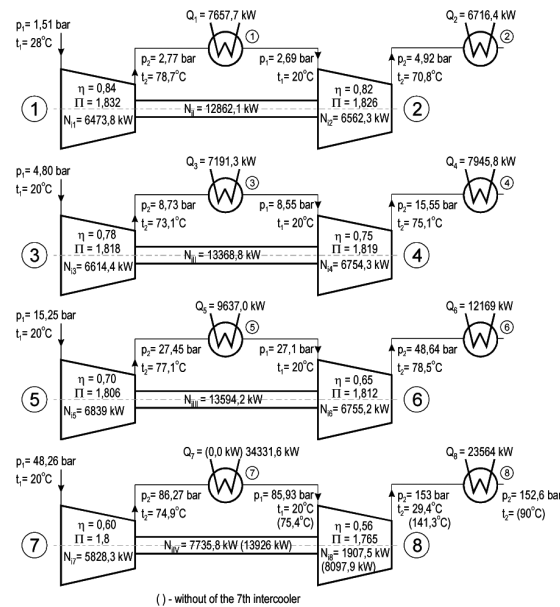 p₁= 1,51 bar
t₁= 28°C
Q₁ = 7657,7 kW
①
p₂= 2,77 bar
t₂= 78,7°C
p₁= 2,69 bar
t₁= 20°C
Q₂ = 6716,4 kW
②
p₂= 4,92 bar
t₂= 70,8°C
①
η = 0,84
Π = 1,832
Nᵢ₁= 6473,8 kW
NᵢI = 12862,1 kW
η = 0,82
Π = 1,826
Nᵢ₂= 6562,3 kW
②
p₁= 4,80 bar
t₁= 20°C
Q₃ = 7191,3 kW
③
p₂= 8,73 bar
t₂= 73,1°C
p₁= 8,55 bar
t₁= 20°C
Q₄ = 7945,8 kW
④
p₂= 15,55 bar
t₂= 75,1°C
③
η = 0,78
Π = 1,818
Nᵢ₃= 6614,4 kW
NᵢII = 13368,8 kW
η = 0,75
Π = 1,819
Nᵢ₄= 6754,3 kW
④
p₁= 15,25 bar
t₁= 20°C
Q₅ = 9637,0 kW
⑤
p₂= 27,45 bar
t₂= 77,1°C
p₁= 27,1 bar
t₁= 20°C
Q₆ = 12169 kW
⑥
p₂= 48,64 bar
t₂= 78,5°C
⑤
η = 0,70
Π = 1,806
Nᵢ₅= 6839 kW
NᵢIII = 13594,2 kW
η = 0,65
Π = 1,812
Nᵢ₆= 6755,2 kW
⑥
p₁= 48,26 bar
t₁= 20°C
Q₇ = (0,0 kW) 34331,6 kW
⑦
p₂= 86,27 bar
t₂= 74,9°C
p₁= 85,93 bar
t₁= 20°C
(75,4°C)
Q₈ = 23564 kW
⑧
p₂= 153 bar
t₂= 29,4°C
(141,3°C)
p₂= 152,6 bar
t₂= (90°C)
⑦
η = 0,60
Π = 1,8
Nᵢ₇= 5828,3 kW
NᵢIV = 7735,8 kW (13926 kW)
η = 0,56
Π = 1,765
Nᵢ₈= 1907,5 kW
(8097,9 kW)
⑧
( ) - without of the 7th intercooler